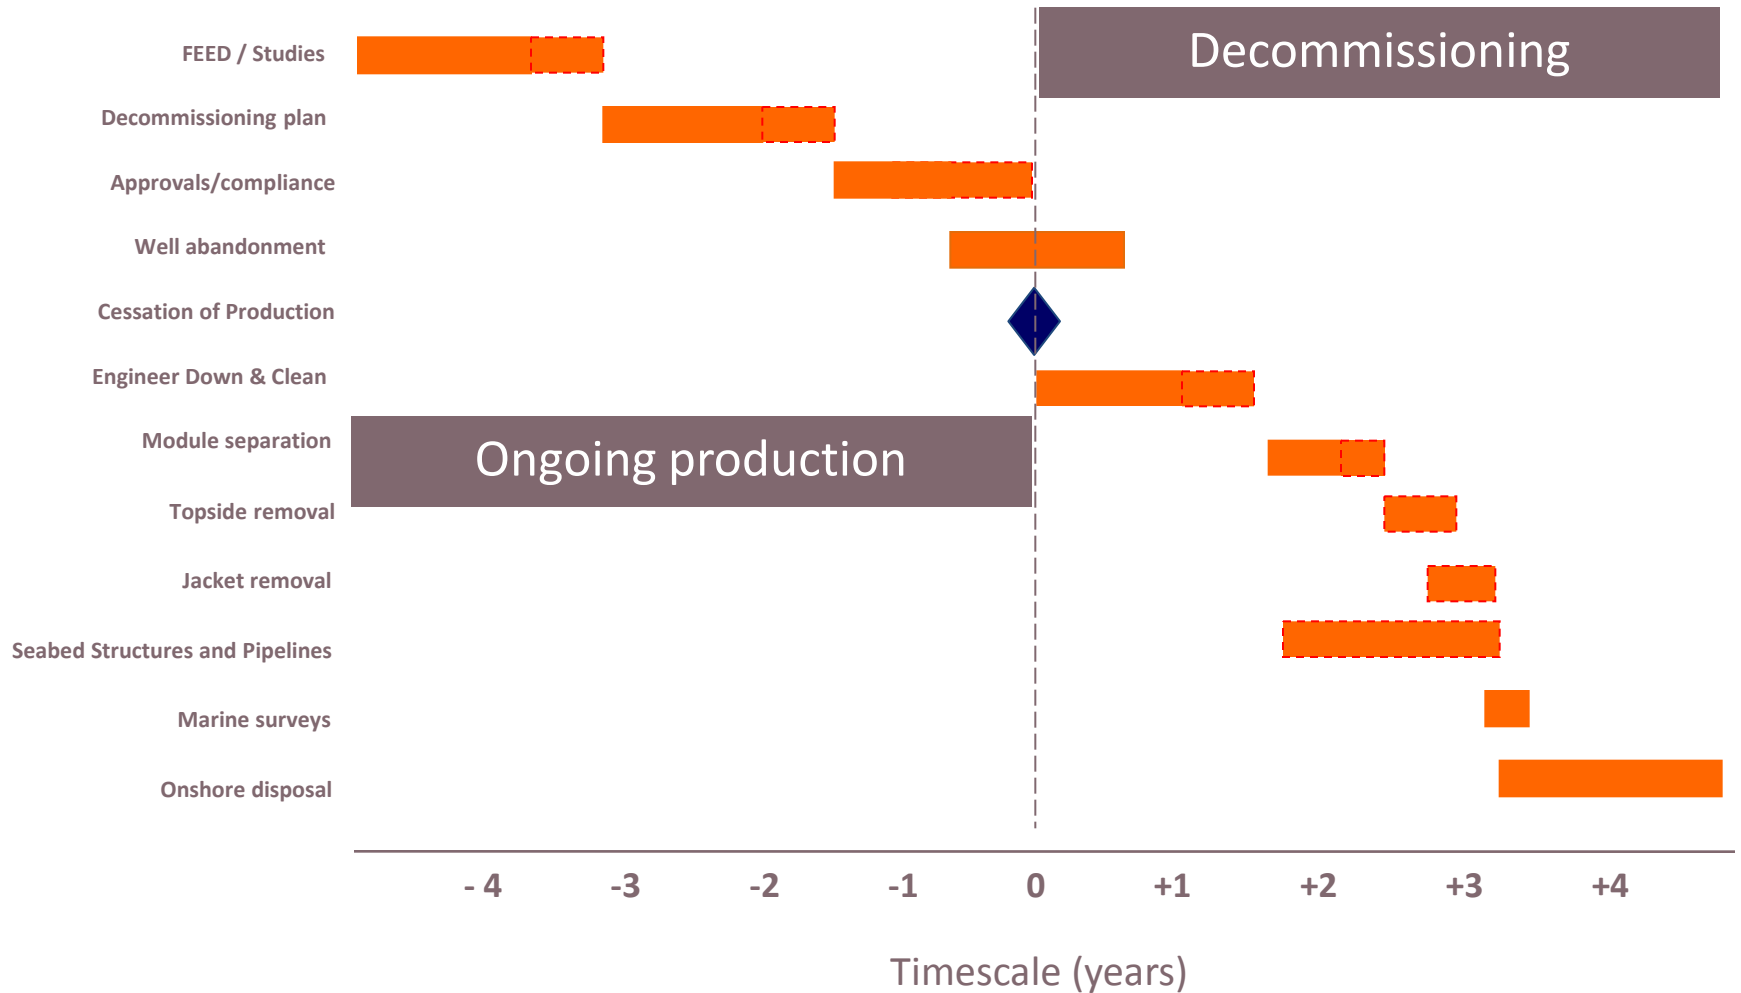 Decommissioning
FEED / Studies
Decommissioning plan
Approvals/compliance
Well abandonment
Cessation of Production
Engineer Down & Clean
Module separation
Ongoing production
Topside removal
Jacket removal
Seabed Structures and Pipelines
Marine surveys
Onshore disposal
- 4 -3 -2 -1 0 +1 +2 +3 +4
Timescale (years)